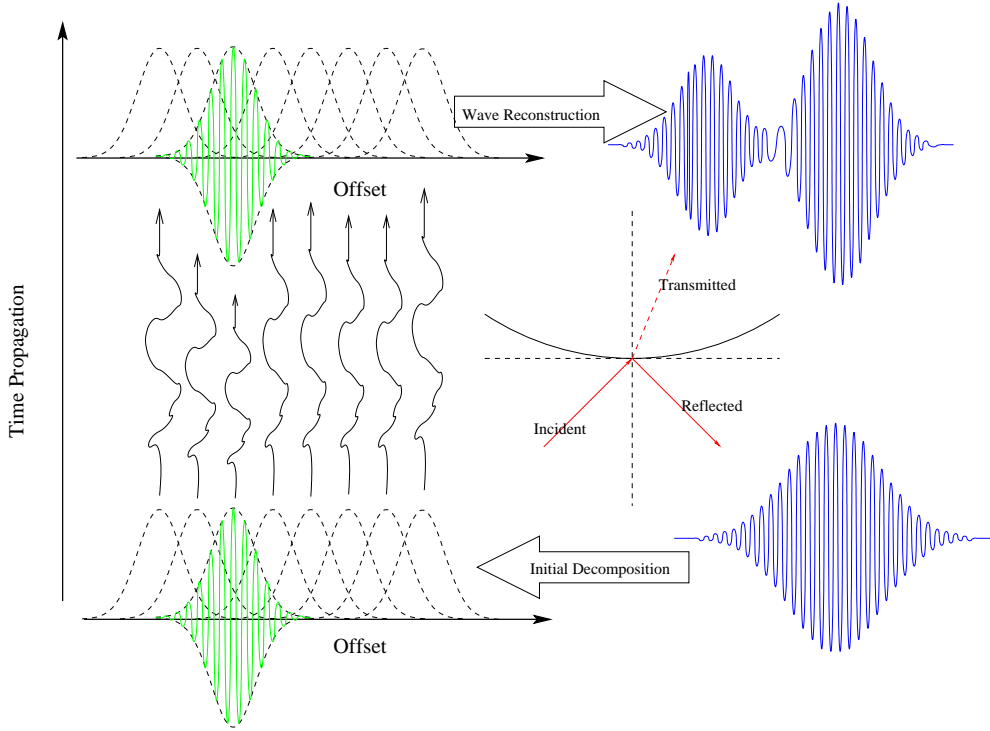 Wave Reconstruction
Offset
Transmitted
Time Propagation
Reflected
Incident
Initial Decomposition
Offset